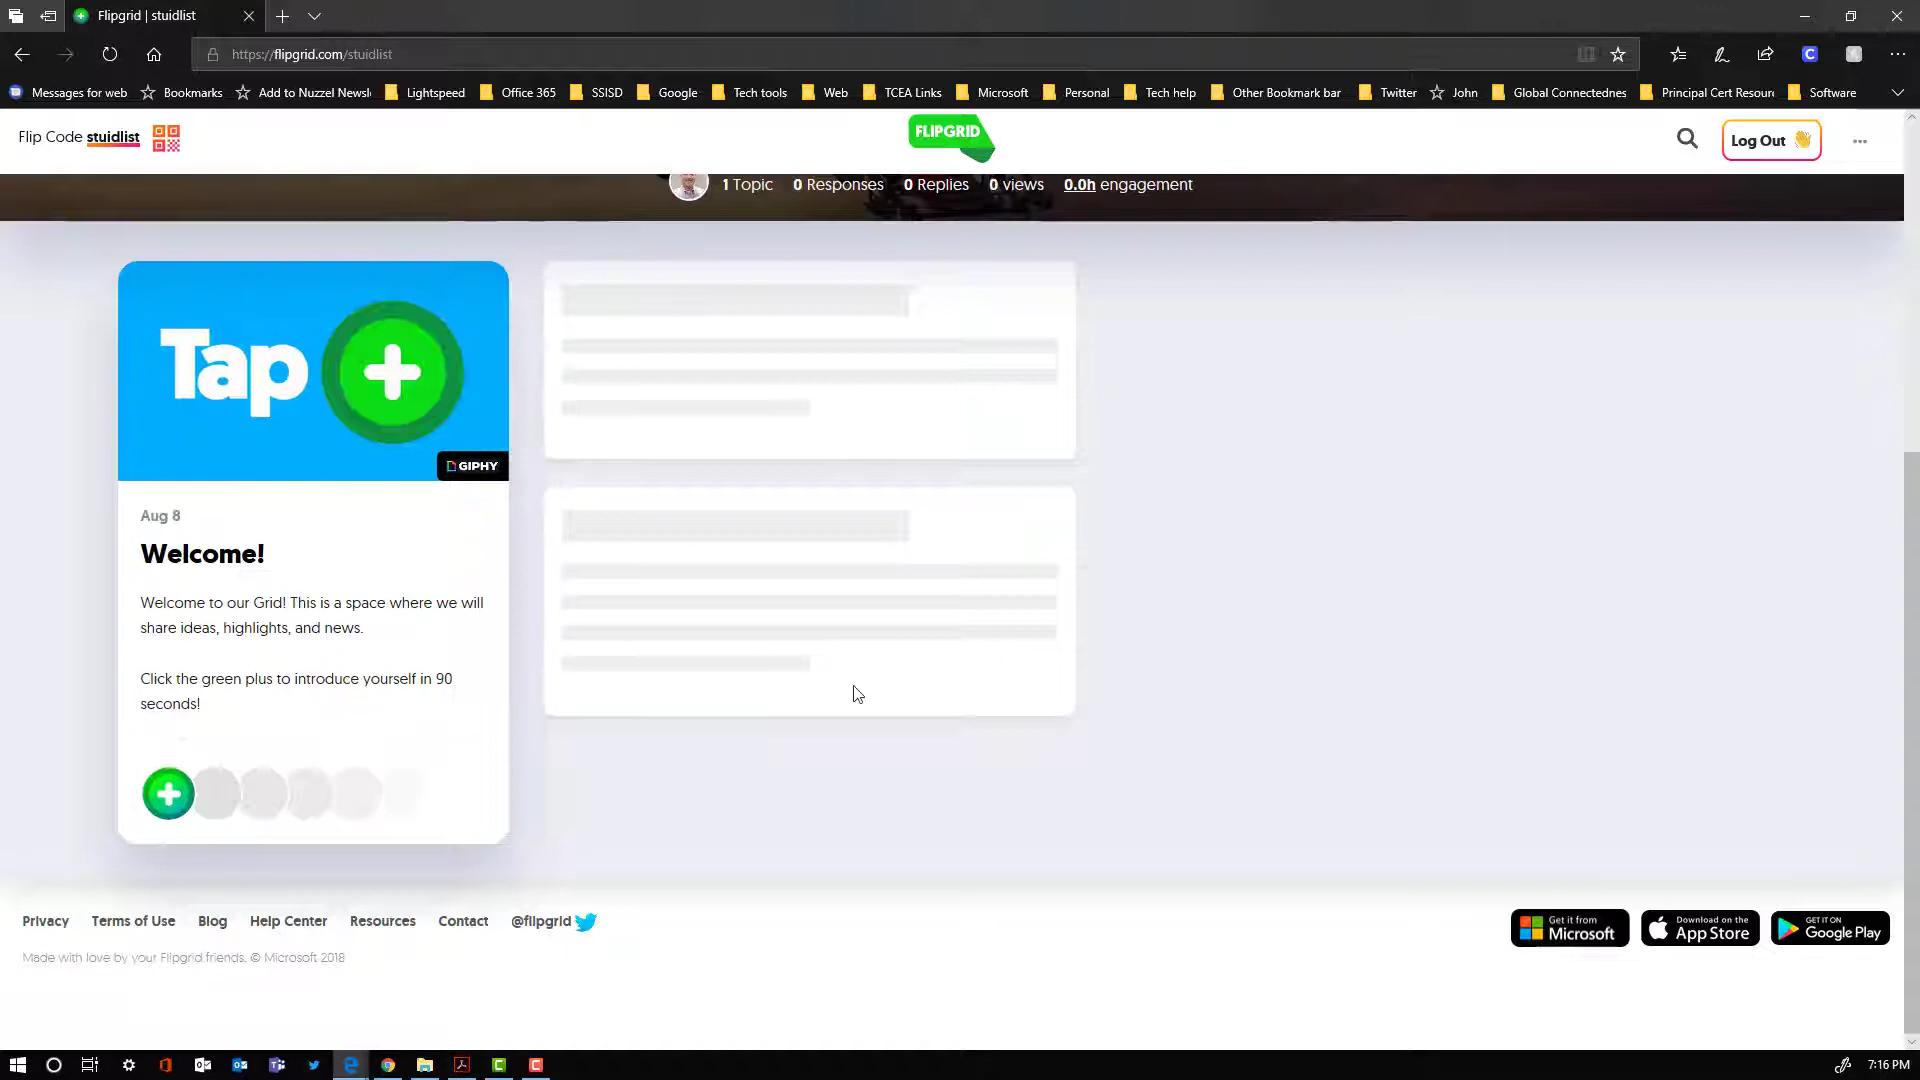 Flipgrid | stuidlist
https://flipgrid.com/stuidlist
Messages for web Bookmarks Add to Nuzzel Newsl Lightspeed Office 365 SSISD Google Tech tools Web TCEA Links Microsoft Personal Tech help Other Bookmark bar Twitter John Global Connectednes Principal Cert Resourc Software
Flip Code stuidlist
FLIPGRID
Log Out
1 Topic 0 Responses 0 Replies 0 views 0.0h engagement
Tap
GIPHY
Aug 8
Welcome!
Welcome to our Grid! This is a space where we will
share ideas, highlights, and news.
Click the green plus to introduce yourself in 90
seconds!
Privacy Terms of Use Blog Help Center Resources Contact @flipgrid
Get it from
Microsoft
Download on the
App Store
GET IT ON
Google Play
Made with love by your Flipgrid friends. © Microsoft 2018
7:16 PM